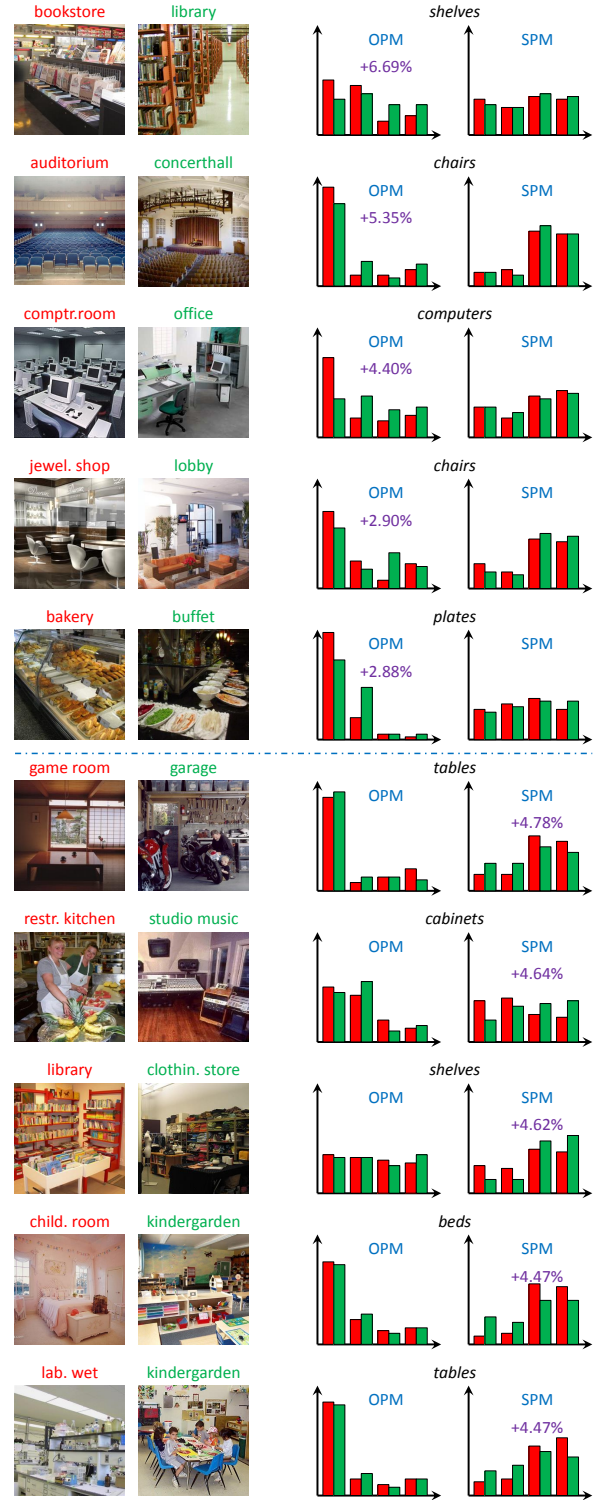 bookstore library shelves
OPM SPM
+6.69%
auditorium concerthall chairs
OPM SPM
+5.35%
comptr.room office computers
OPM SPM
+4.40%
jewel. shop lobby chairs
OPM SPM
+2.90%
bakery buffet plates
OPM SPM
+2.88%
game room garage tables
OPM SPM
+4.78%
restr. kitchen studio music cabinets
OPM SPM
+4.64%
library clothin. store shelves
OPM SPM
+4.62%
child. room kindergarden beds
OPM SPM
+4.47%
lab. wet kindergarden tables
OPM SPM
+4.47%